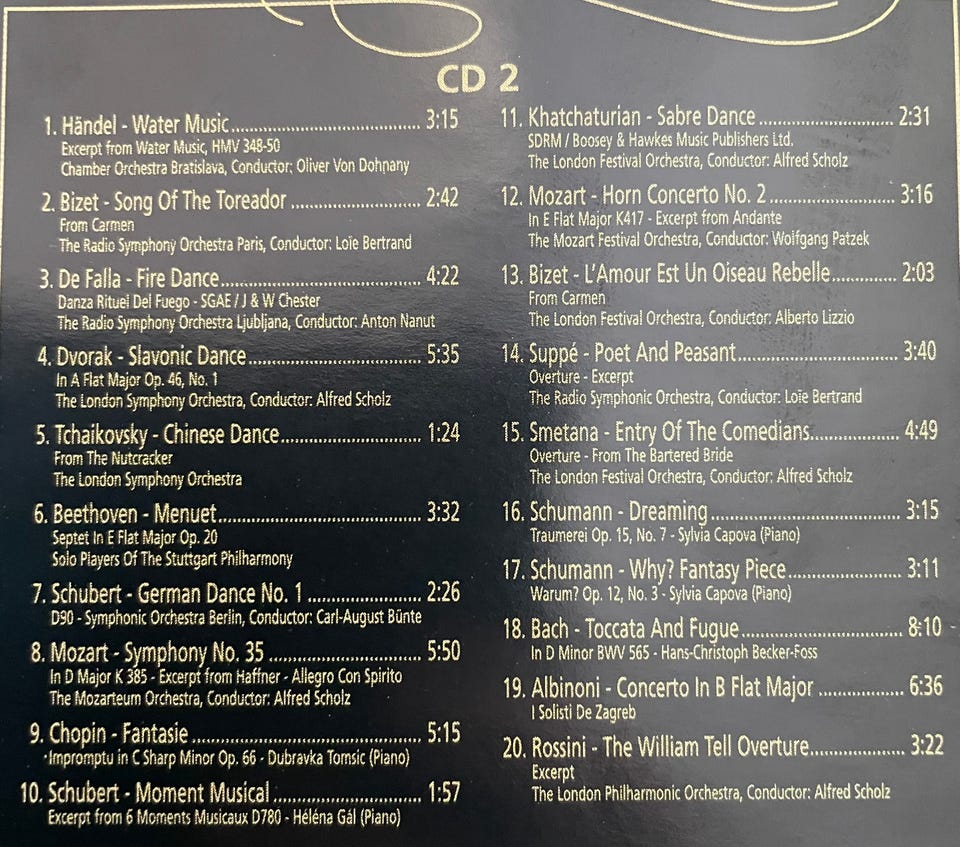 CD 2
1. Händel - Water Music 3:15
Excerpt from Water Music, HMV 348-50
Chamber Orchestra Bratislava, Conductor: Oliver Von Dohnany
2. Bizet - Song Of The Toreador 2:42
From Carmen
The Radio Symphony Orchestra Paris, Conductor: Loïe Bertrand
3. De Falla - Fire Dance 4:22
Danza Rituel Del Fuego - SGAE / J & W Chester
The Radio Symphony Orchestra Ljubljana, Conductor: Anton Nanut
4. Dvorak - Slavonic Dance 5:35
In A Flat Major Op. 46, No. 1
The London Symphony Orchestra, Conductor: Alfred Scholz
5. Tchaikovsky - Chinese Dance 1:24
From The Nutcracker
The London Symphony Orchestra
6. Beethoven - Menuet 3:32
Septet In E Flat Major Op. 20
Solo Players Of The Stuttgart Philharmony
7. Schubert - German Dance No. 1 2:26
D90 - Symphonic Orchestra Berlin, Conductor: Carl-August Bünte
8. Mozart - Symphony No. 35 5:50
In D Major K 385 - Excerpt from Haffner - Allegro Con Spirito
The Mozarteum Orchestra, Conductor: Alfred Scholz
9. Chopin - Fantasie 5:15
Impromptu in C Sharp Minor Op. 66 - Dubravka Tomsic (Piano)
10. Schubert - Moment Musical 1:57
Excerpt from 6 Moments Musicaux D780 - Héléna Gál (Piano)
11. Khatchaturian - Sabre Dance 2:31
SDRM / Boosey & Hawkes Music Publishers Ltd.
The London Festival Orchestra, Conductor: Alfred Scholz
12. Mozart - Horn Concerto No. 2 3:16
In E Flat Major K417 - Excerpt from Andante
The Mozart Festival Orchestra, Conductor: Wolfgang Patzek
13. Bizet - L'Amour Est Un Oiseau Rebelle 2:03
From Carmen
The London Festival Orchestra, Conductor: Alberto Lizzio
14. Suppé - Poet And Peasant 3:40
Overture - Excerpt
The Radio Symphonic Orchestra, Conductor: Loïe Bertrand
15. Smetana - Entry Of The Comedians 4:49
Overture - From The Bartered Bride
The London Festival Orchestra, Conductor: Alfred Scholz
16. Schumann - Dreaming 3:15
Traumerei Op. 15, No. 7 - Sylvia Capova (Piano)
17. Schumann - Why? Fantasy Piece 3:11
Warum? Op. 12, No. 3 - Sylvia Capova (Piano)
18. Bach - Toccata And Fugue 8:10
In D Minor BWV 565 - Hans-Christoph Becker-Foss
19. Albinoni - Concerto In B Flat Major 6:36
I Solisti De Zagreb
20. Rossini - The William Tell Overture 3:22
Excerpt
The London Philharmonic Orchestra, Conductor: Alfred Scholz